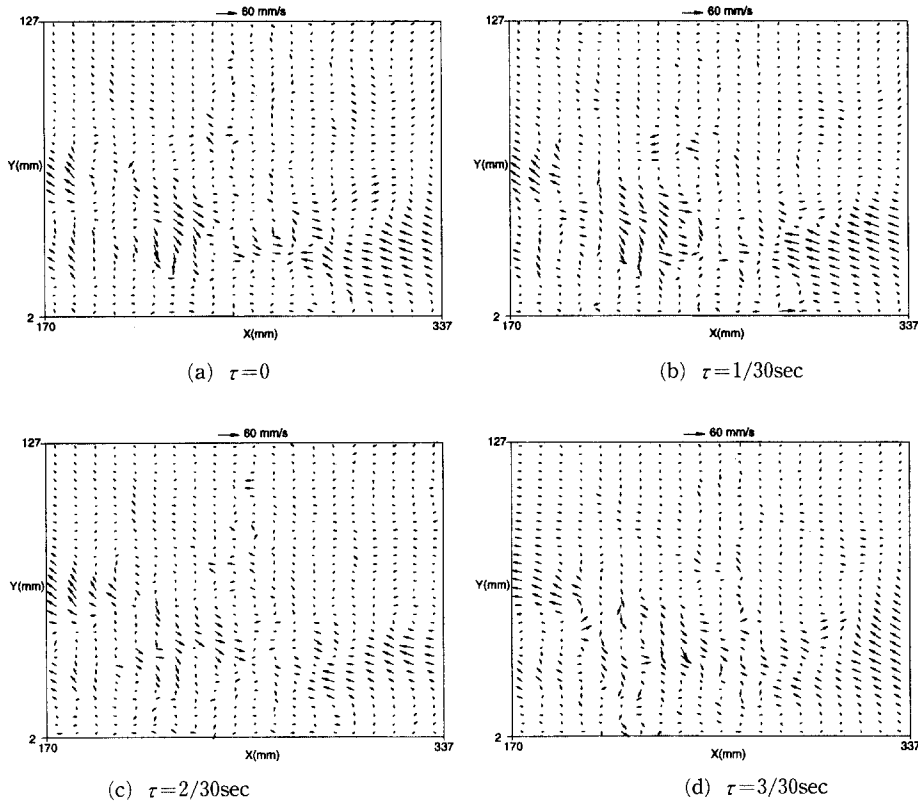 60 mm/s
127
Y(mm)
2
170
X(mm)
337
(a) τ=0
60 mm/s
127
Y(mm)
2
170
X(mm)
337
(b) τ=1/30sec
60 mm/s
127
Y(mm)
2
170
X(mm)
337
(c) τ=2/30sec
60 mm/s
127
Y(mm)
2
170
X(mm)
337
(d) τ=3/30sec